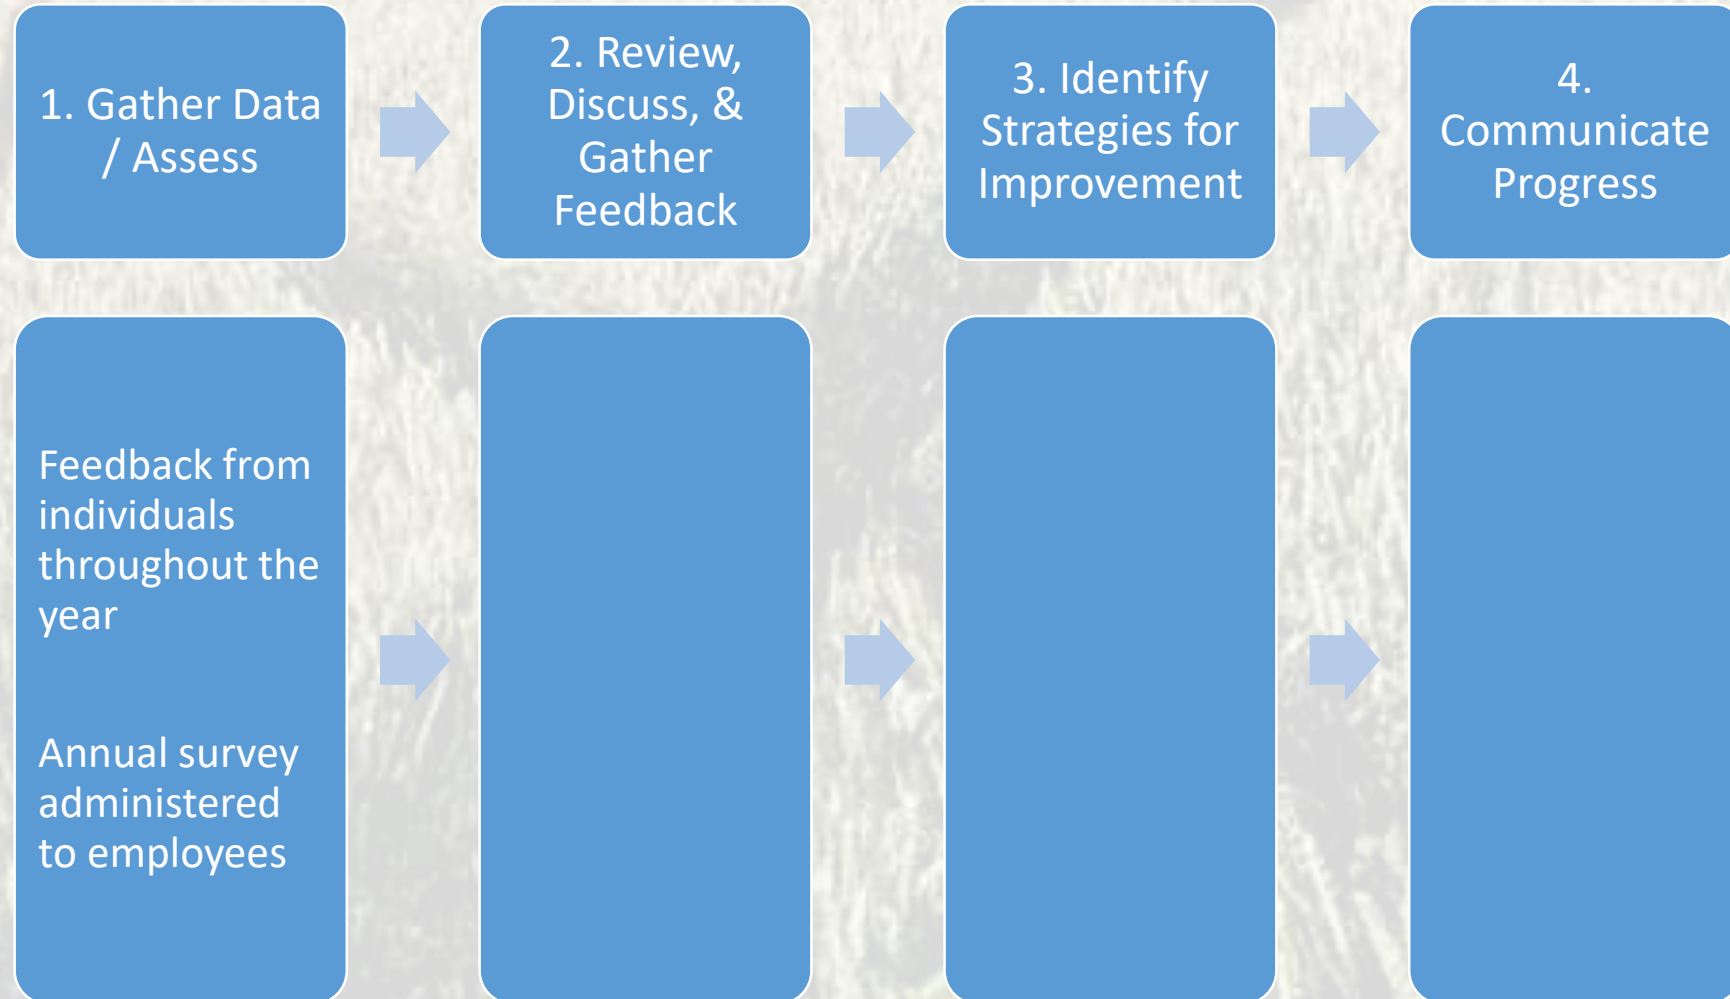 1. Gather Data
/ Assess
2. Review,
Discuss, &
Gather
Feedback
3. Identify
Strategies for
Improvement
4.
Communicate
Progress
Feedback from
individuals
throughout the
year
Annual survey
administered
to employees